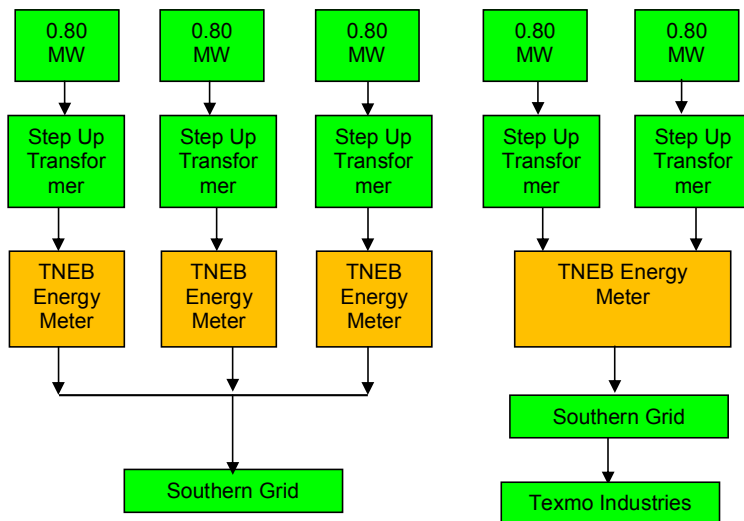 0.80
MW
0.80
MW
0.80
MW
0.80
MW
0.80
MW
Step Up
Transfor
mer
Step Up
Transfor
mer
Step Up
Transfor
mer
Step Up
Transfor
mer
Step Up
Transfor
mer
TNEB
Energy
Meter
TNEB
Energy
Meter
TNEB
Energy
Meter
TNEB Energy
Meter
Southern Grid
Southern Grid
Texmo Industries